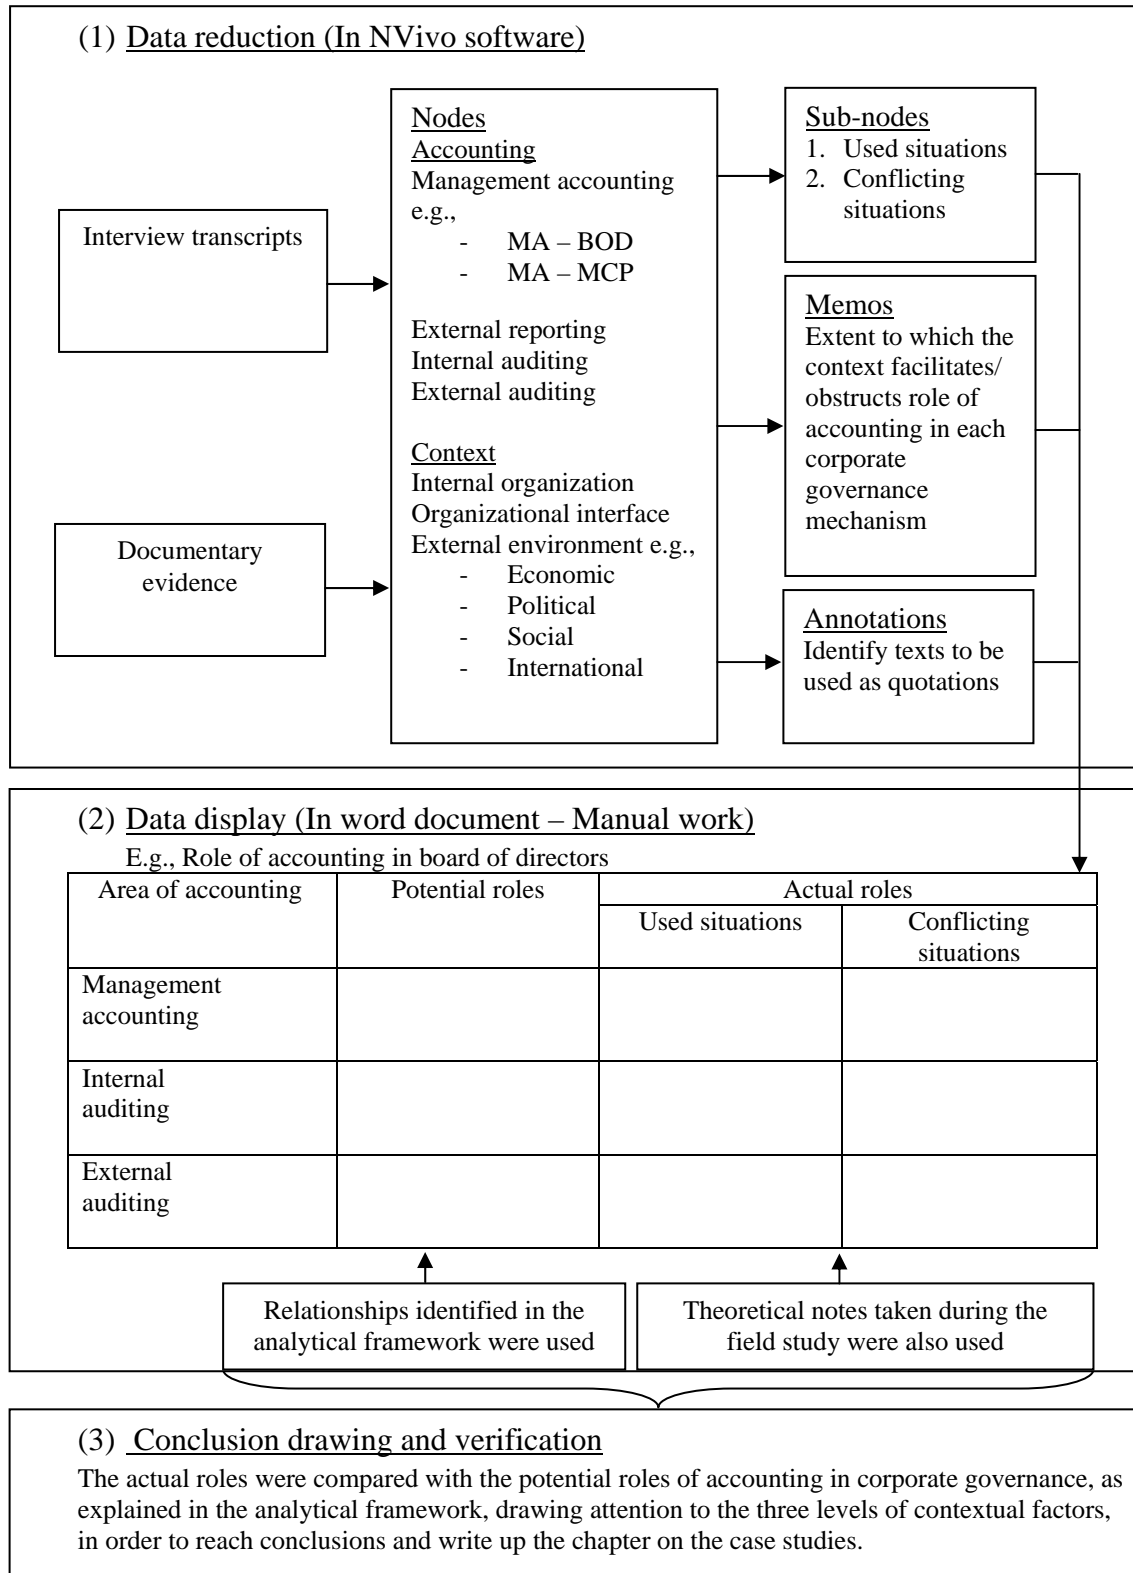 (1) Data reduction (In NVivo software)
Interview transcripts
Documentary
evidence
Nodes
Accounting
Management accounting
e.g.,
- MA – BOD
- MA – MCP
External reporting
Internal auditing
External auditing
Context
Internal organization
Organizational interface
External environment e.g.,
- Economic
- Political
- Social
- International
Sub-nodes
1. Used situations
2. Conflicting
situations
Memos
Extent to which the
context facilitates/
obstructs role of
accounting in each
corporate
governance
mechanism
Annotations
Identify texts to be
used as quotations
(2) Data display (In word document – Manual work)
E.g., Role of accounting in board of directors
Area of accounting
Potential roles
Actual roles
Used situations
Conflicting
situations
Management
accounting
Internal
auditing
External
auditing
Relationships identified in the
analytical framework were used
Theoretical notes taken during the
field study were also used
(3) Conclusion drawing and verification
The actual roles were compared with the potential roles of accounting in corporate governance, as
explained in the analytical framework, drawing attention to the three levels of contextual factors,
in order to reach conclusions and write up the chapter on the case studies.